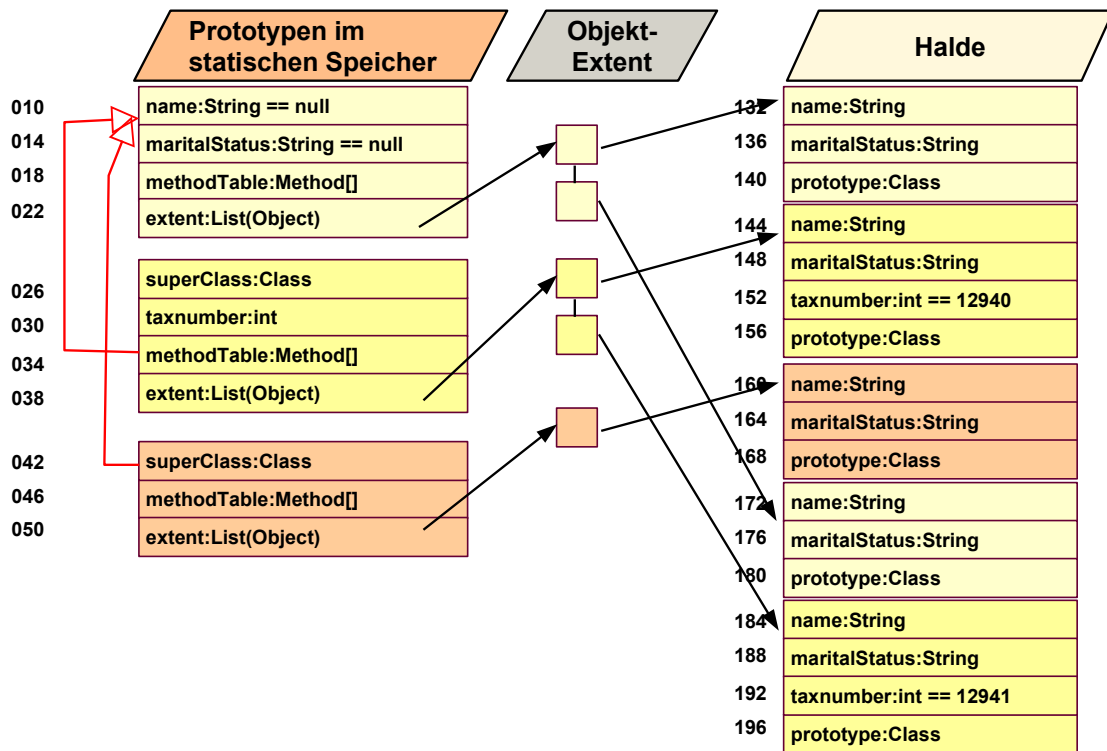 Prototypen im
statischen Speicher
Objekt-
Extent
Halde
010
name:String == null
014
maritalStatus:String == null
018
methodTable:Method[]
022
extent:List(Object)
026
superClass:Class
030
taxnumber:int
034
methodTable:Method[]
038
extent:List(Object)
042
superClass:Class
046
methodTable:Method[]
050
extent:List(Object)
132
name:String
136
maritalStatus:String
140
prototype:Class
144
name:String
148
maritalStatus:String
152
taxnumber:int == 12940
156
prototype:Class
160
name:String
164
maritalStatus:String
168
prototype:Class
172
name:String
176
maritalStatus:String
180
prototype:Class
184
name:String
188
maritalStatus:String
192
taxnumber:int == 12941
196
prototype:Class